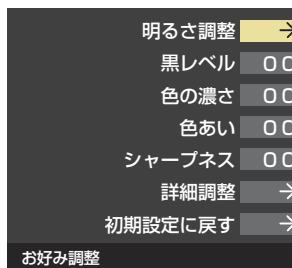 明るさ調整 →
黒レベル 00
色の濃さ 00
色あい 00
シャープネス 00
詳細調整 →
初期設定に戻す →
お好み調整